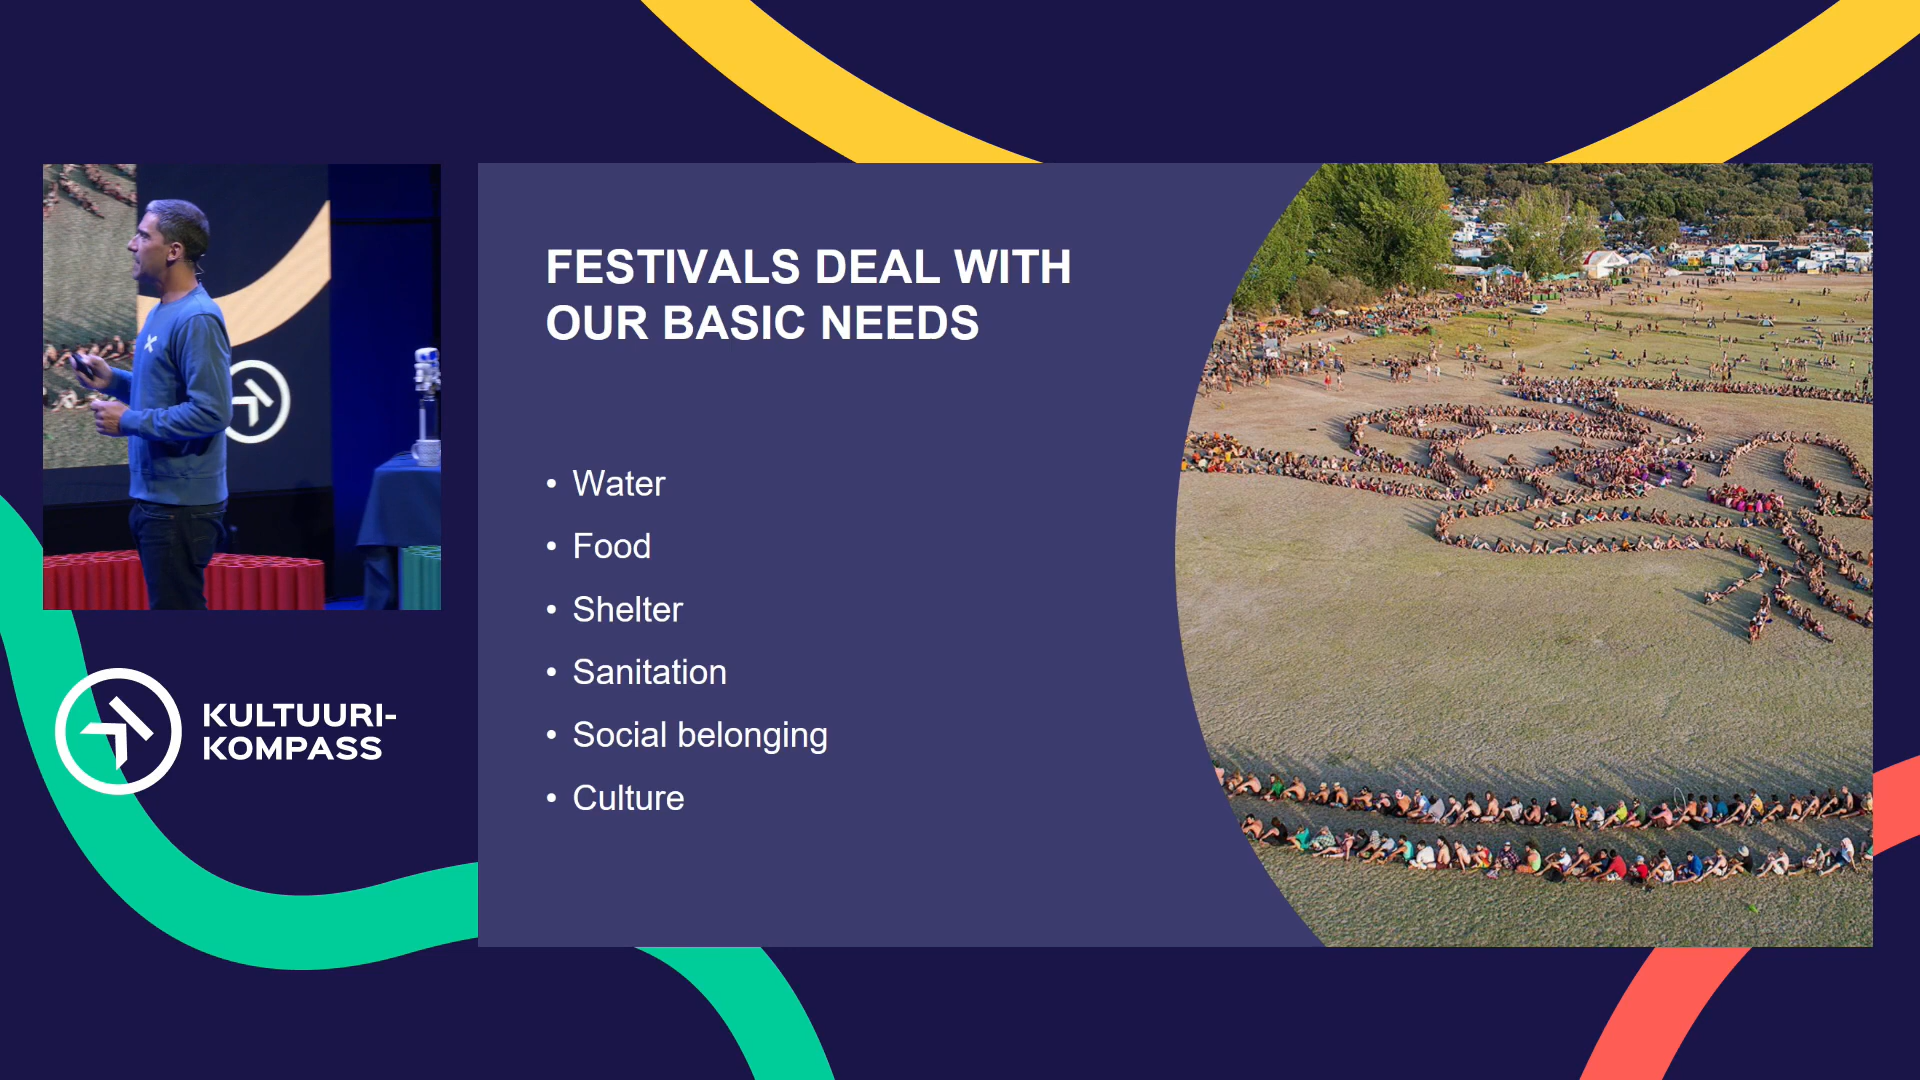 FESTIVALS DEAL WITH
OUR BASIC NEEDS
• Water
• Food
• Shelter
• Sanitation
• Social belonging
• Culture
KULTUURI-
KOMPASS